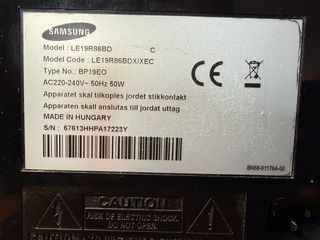 SAMSUNG
Model : LE19R86BD C
Model Code : LE19R86BDX/XEC
Type No : BP19EO
AC220-240V~ 50Hz 50W
Apparatet skal tilkoples jordet stikkontakt
Apparaten skall anslutas till jordat uttag
MADE IN HUNGARY
S/N : 67613HHPA17223Y
CE
BN68-01176A-00
CAUTION
RISK OF ELECTRIC SHOCK.
DO NOT OPEN.
CAUTION